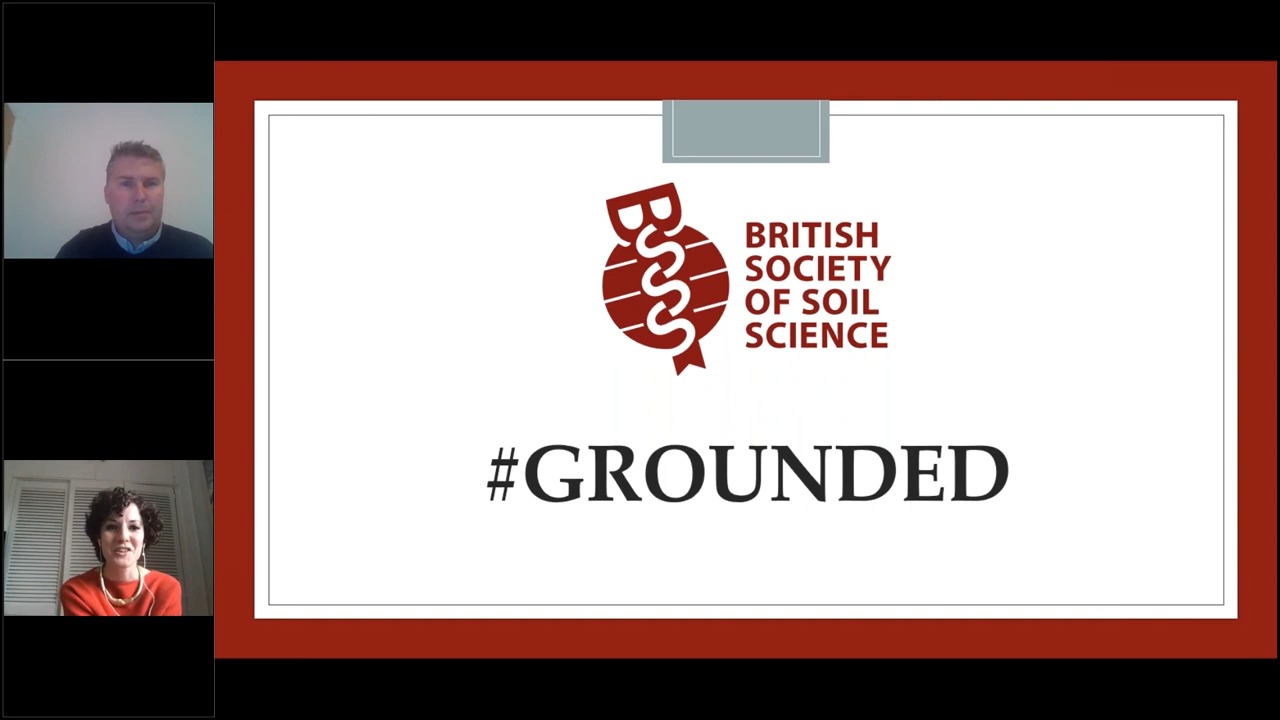 BSSS
BRITISH
SOCIETY
OF SOIL
SCIENCE
#GROUNDED